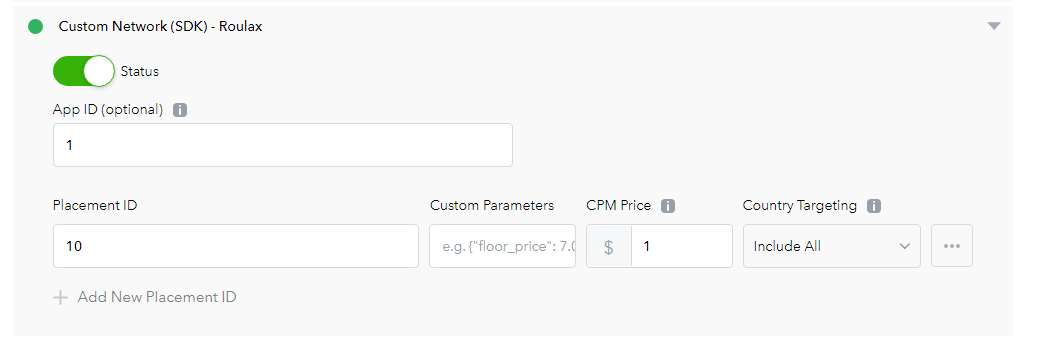 Custom Network (SDK) - Roulax
Status
App ID (optional) i
1
Placement ID Custom Parameters CPM Price i Country Targeting i
10 e.g. {"floor_price": 7.0 $ 1 Include All
Add New Placement ID